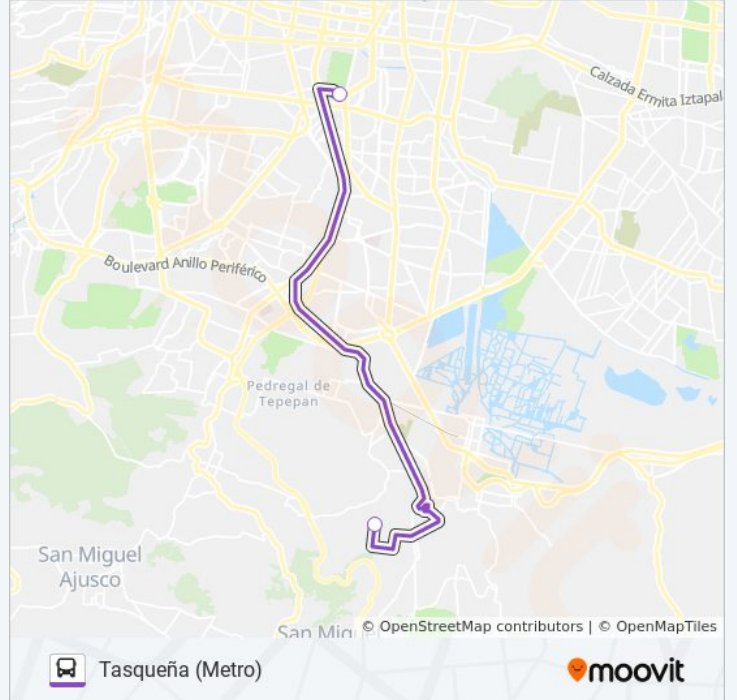 Calzada Ermita Iztapal
Boulevard Anillo Periférico
Pedregal de
Tepepan
San Miguel
Ajusco
San Mig
© OpenStreetMap contributors | © OpenMapTiles
Tasqueña (Metro)
moovit